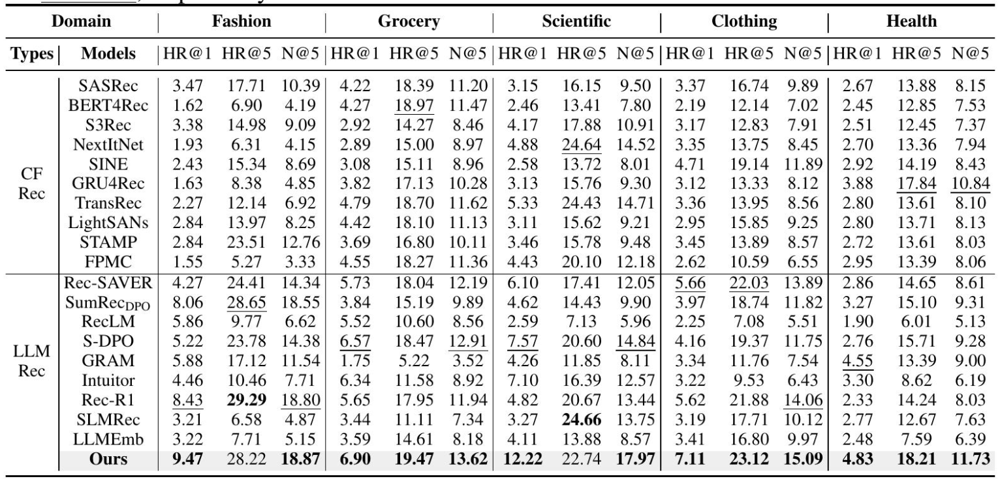 Domain Fashion Grocery Scientific Clothing Health
Types Models HR@1 HR@5 N@5 HR@1 HR@5 N@5 HR@1 HR@5 N@5 HR@1 HR@5 N@5 HR@1 HR@5 N@5
CF Rec
SASRec 3.47 17.71 10.39 4.22 18.39 11.20 3.15 16.15 9.50 3.37 16.74 9.89 2.67 13.88 8.15
BERT4Rec 1.62 6.90 4.19 4.27 18.97 11.47 2.46 13.41 7.80 2.19 12.14 7.02 2.45 12.85 7.53
S3Rec 3.38 14.98 9.09 2.92 14.27 8.46 4.17 17.88 10.91 3.17 12.83 7.91 2.51 12.45 7.37
NextItNet 1.93 6.31 4.15 2.89 15.00 8.97 4.88 24.64 14.52 3.35 13.75 8.45 2.70 13.36 7.94
SINE 2.43 15.34 8.69 3.08 15.11 8.96 2.58 13.72 8.01 4.71 19.14 11.89 2.92 14.19 8.43
GRU4Rec 1.63 8.38 4.85 3.82 17.13 10.28 3.13 15.76 9.30 3.12 13.33 8.12 3.88 17.84 10.84
TransRec 2.27 12.14 6.92 4.79 18.70 11.62 5.33 24.43 14.71 3.36 13.95 8.56 2.80 13.61 8.10
LightSANs 2.84 13.97 8.25 4.42 18.10 11.13 3.11 15.62 9.21 2.95 15.85 9.25 2.80 13.71 8.13
STAMP 2.84 23.51 12.76 3.69 16.80 10.11 3.46 15.78 9.48 3.45 13.89 8.57 2.72 13.61 8.03
FPMC 1.55 5.27 3.33 4.55 18.27 11.36 4.43 20.10 12.18 2.62 10.59 6.55 2.95 13.39 8.06
LLM Rec
Rec-SAVER 4.27 24.41 14.34 5.73 18.04 12.19 6.10 17.41 12.05 5.66 22.03 13.89 2.86 14.65 8.61
SumRecDPO 8.06 28.65 18.55 3.84 15.19 9.89 4.62 14.43 9.90 3.97 18.74 11.82 3.27 15.10 9.31
RecLM 5.86 9.77 6.62 5.52 10.60 8.56 2.59 7.13 5.96 2.25 7.08 5.51 1.90 6.01 5.13
S-DPO 5.22 23.78 14.38 6.57 18.47 12.91 7.57 20.60 14.84 4.16 19.37 11.75 2.76 15.71 9.28
GRAM 5.88 17.12 11.54 1.75 5.22 3.52 4.26 11.85 8.11 3.34 11.76 7.54 4.55 13.39 9.00
Intuitor 4.46 10.46 7.71 6.34 11.58 8.92 7.10 16.39 12.57 3.22 9.53 6.43 3.30 8.62 6.19
Rec-R1 8.43 29.29 18.80 5.65 17.95 11.94 4.82 20.67 13.44 5.62 21.88 14.06 2.33 14.24 8.03
SLMRec 3.21 6.58 4.87 3.44 11.11 7.34 3.27 24.66 13.75 3.19 17.71 10.12 2.77 12.67 7.63
LLMEmb 3.22 7.71 5.15 3.59 14.61 8.18 4.11 13.88 8.57 3.41 16.80 9.97 2.48 7.59 6.39
Ours 9.47 28.22 18.87 6.90 19.47 13.62 12.22 22.74 17.97 7.11 23.12 15.09 4.83 18.21 11.73